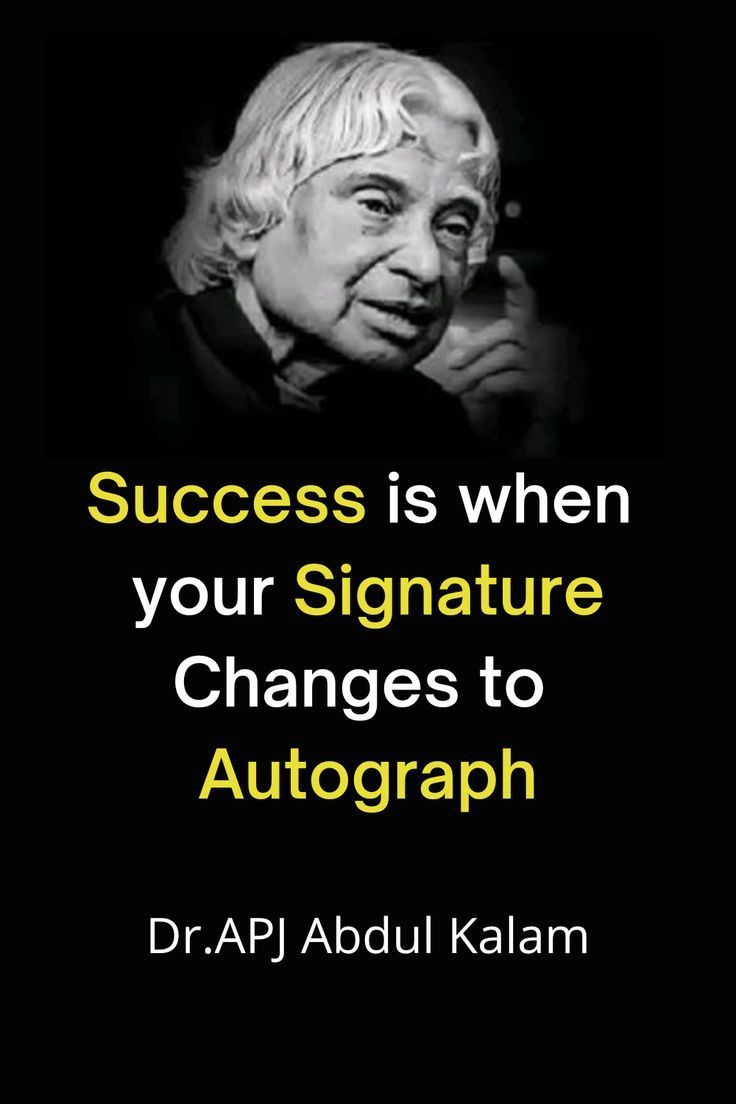 Success is when
your Signature
Changes to
Autograph
Dr.APJ Abdul Kalam